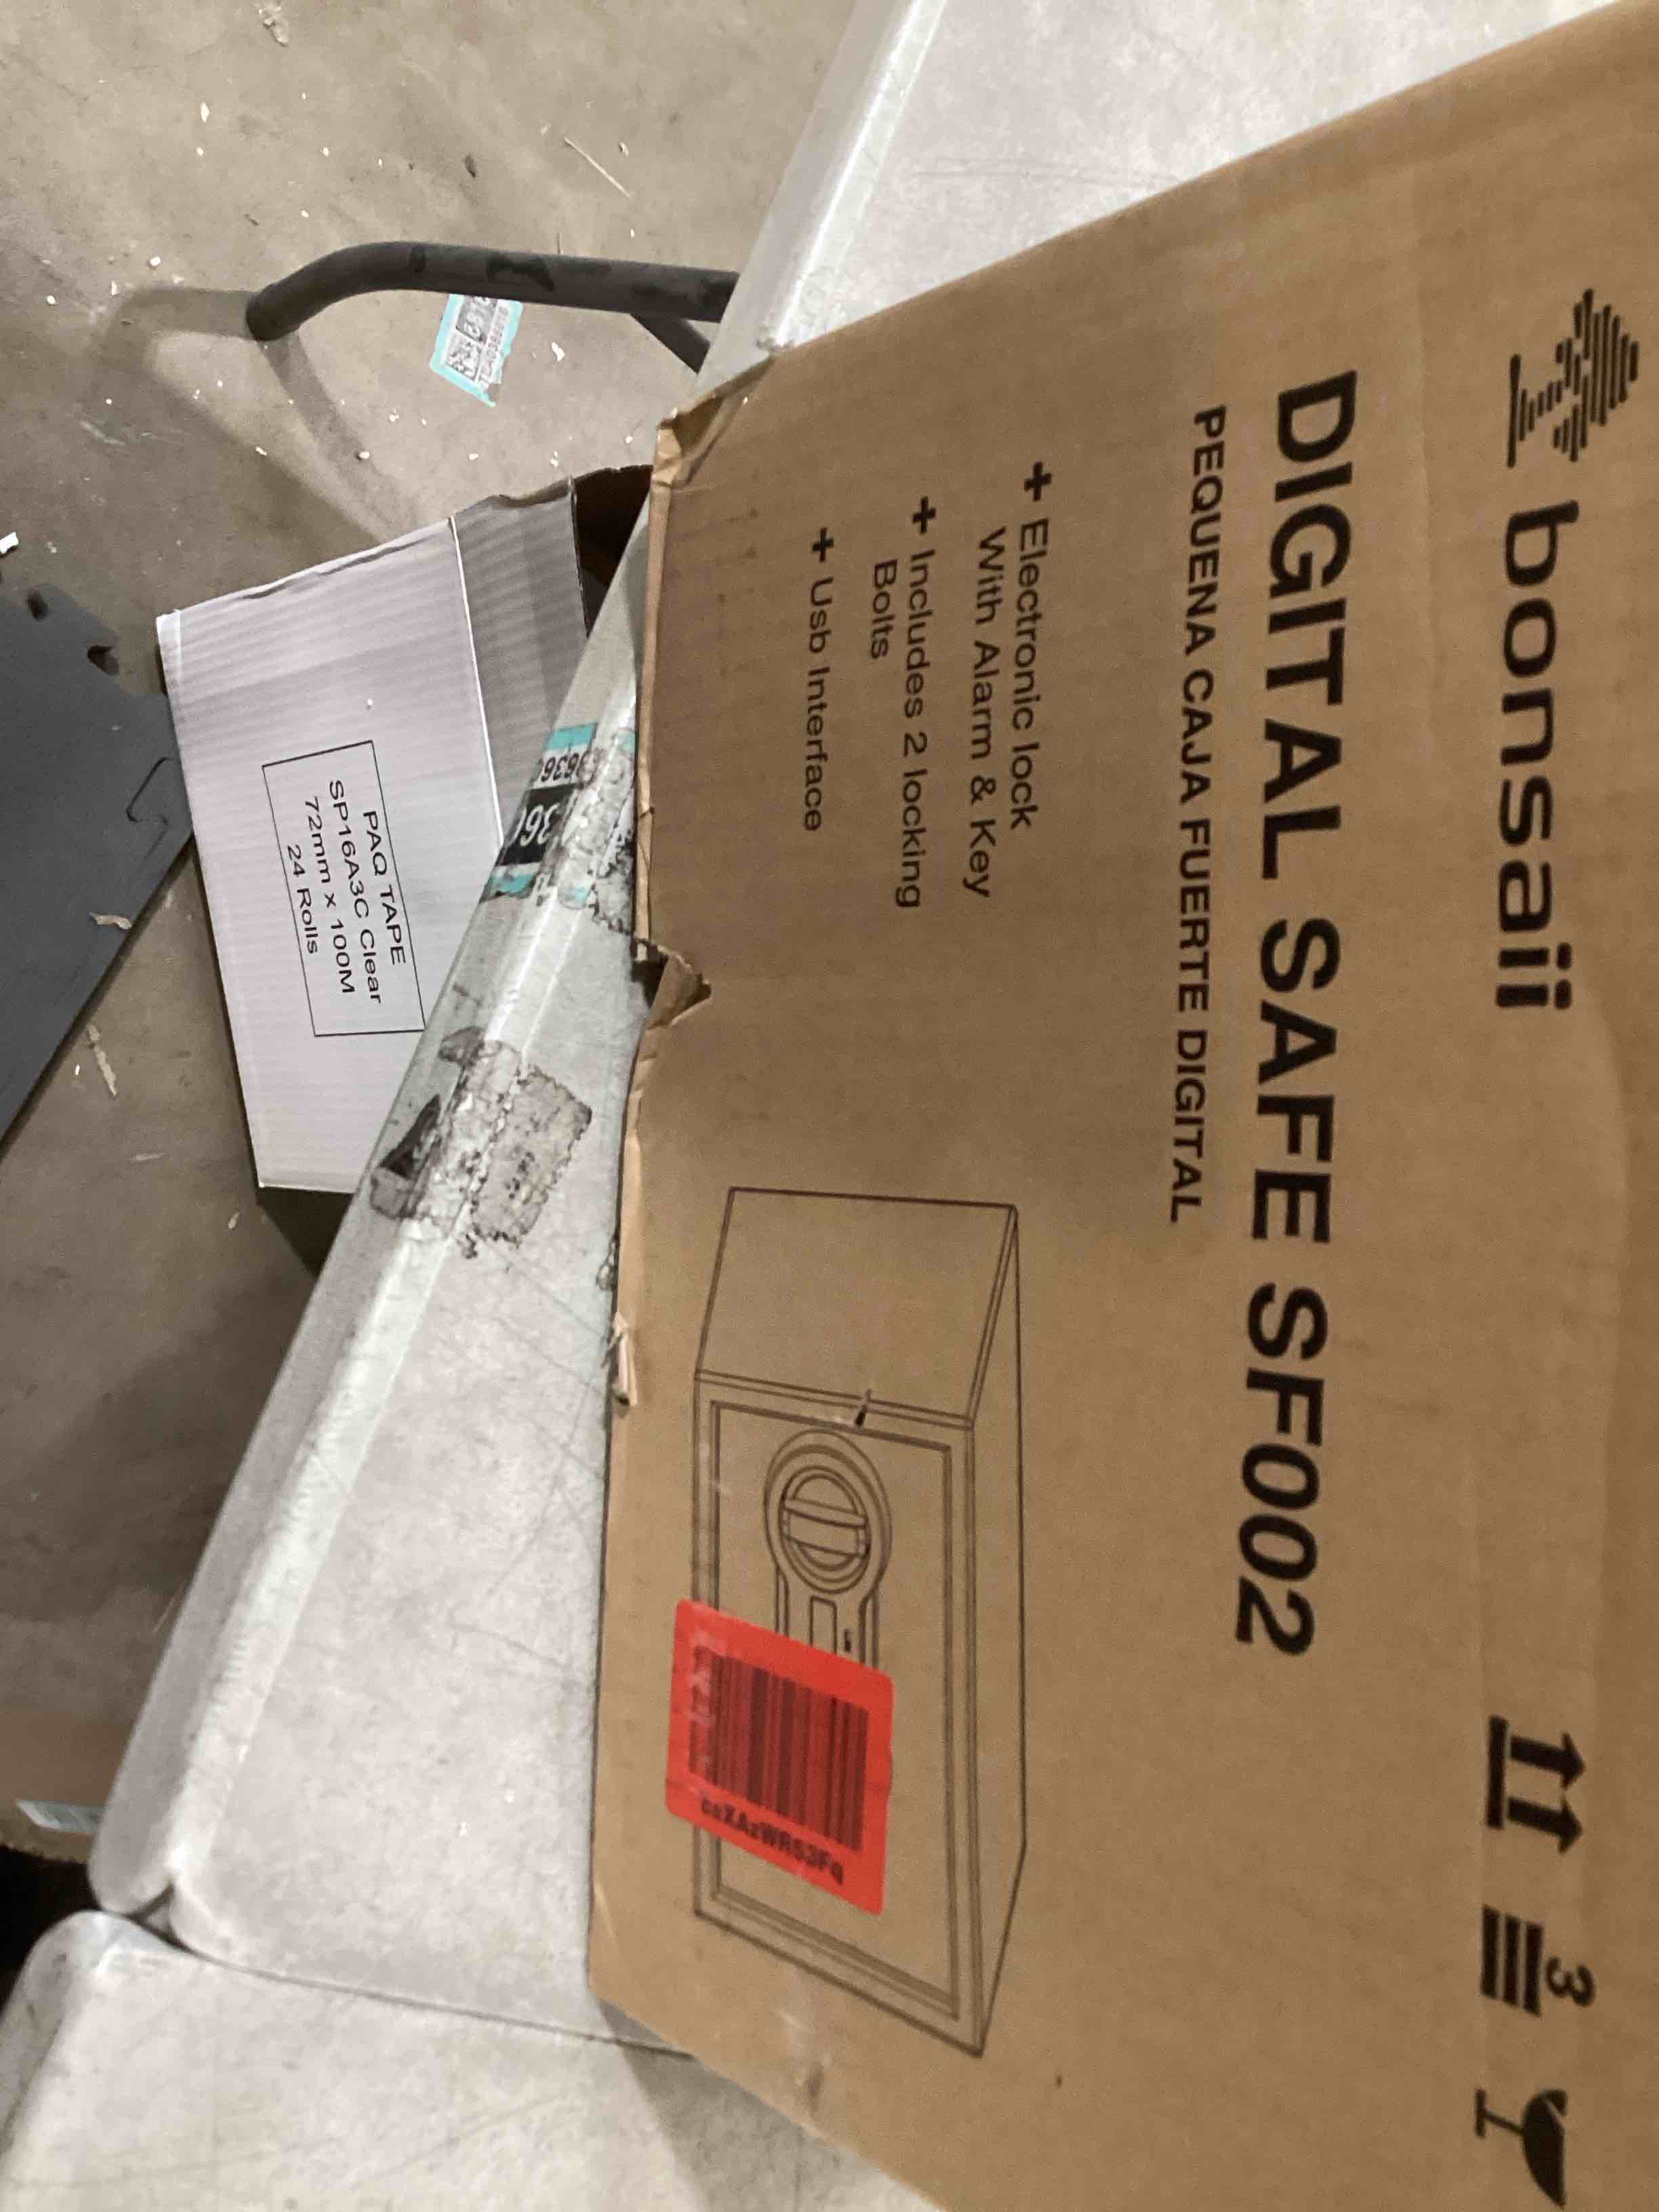 bonsaii
DIGITAL SAFE SF002
PEQUENA CAJA FUERTE DIGITAL
+ Electronic lock
With Alarm & Key
+ Includes 2 locking
Bolts
+ Usb Interface
3
PAQ TAPE
SP16A3C Clear
72mm x 100M
24 Rolls